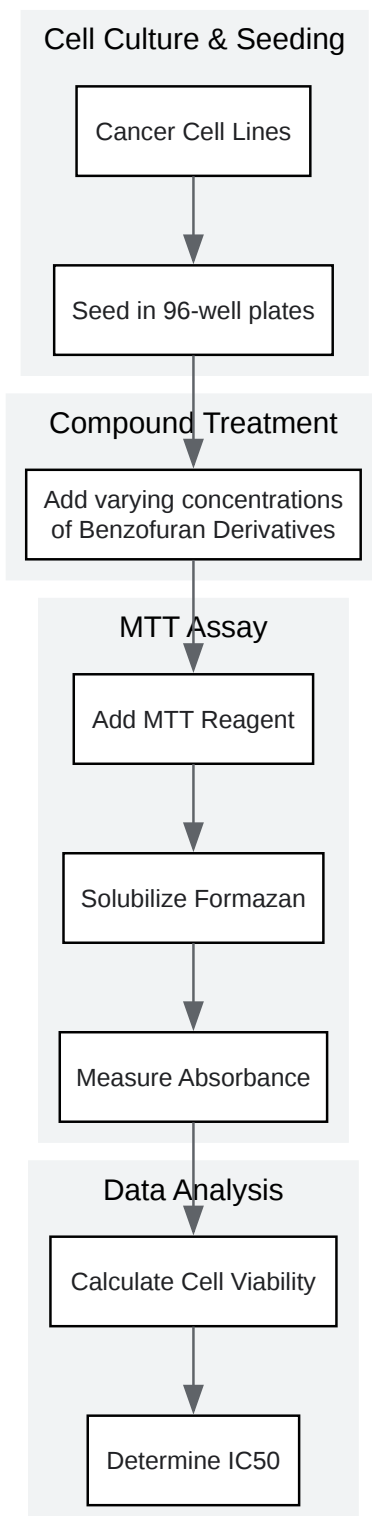 Cell Culture & Seeding
Cancer Cell Lines
Seed in 96-well plates
Compound Treatment
Add varying concentrations
of Benzofuran Derivatives
MTT Assay
Add MTT Reagent
Solubilize Formazan
Measure Absorbance
Data Analysis
Calculate Cell Viability
Determine IC50